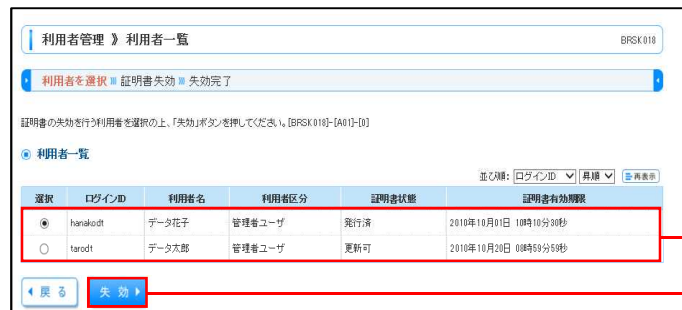 利用者管理 》 利用者一覧
BRSK018
利用者を選択 》 証明書失効 》 失効完了
証明書の失効を行う利用者を選択の上、「失効」ボタンを押してください。[BRSK018]-[A01]-[0]
利用者一覧
並び順: ログインID 昇順 再表示
選択 ログインID 利用者名 利用者区分 証明書状態 証明書有効期限
hanakodt データ花子 管理者ユーザ 発行済 2010年10月01日 10時10分30秒
tarodt データ太郎 管理者ユーザ 更新可 2010年10月20日 08時59分59秒
戻る 失効